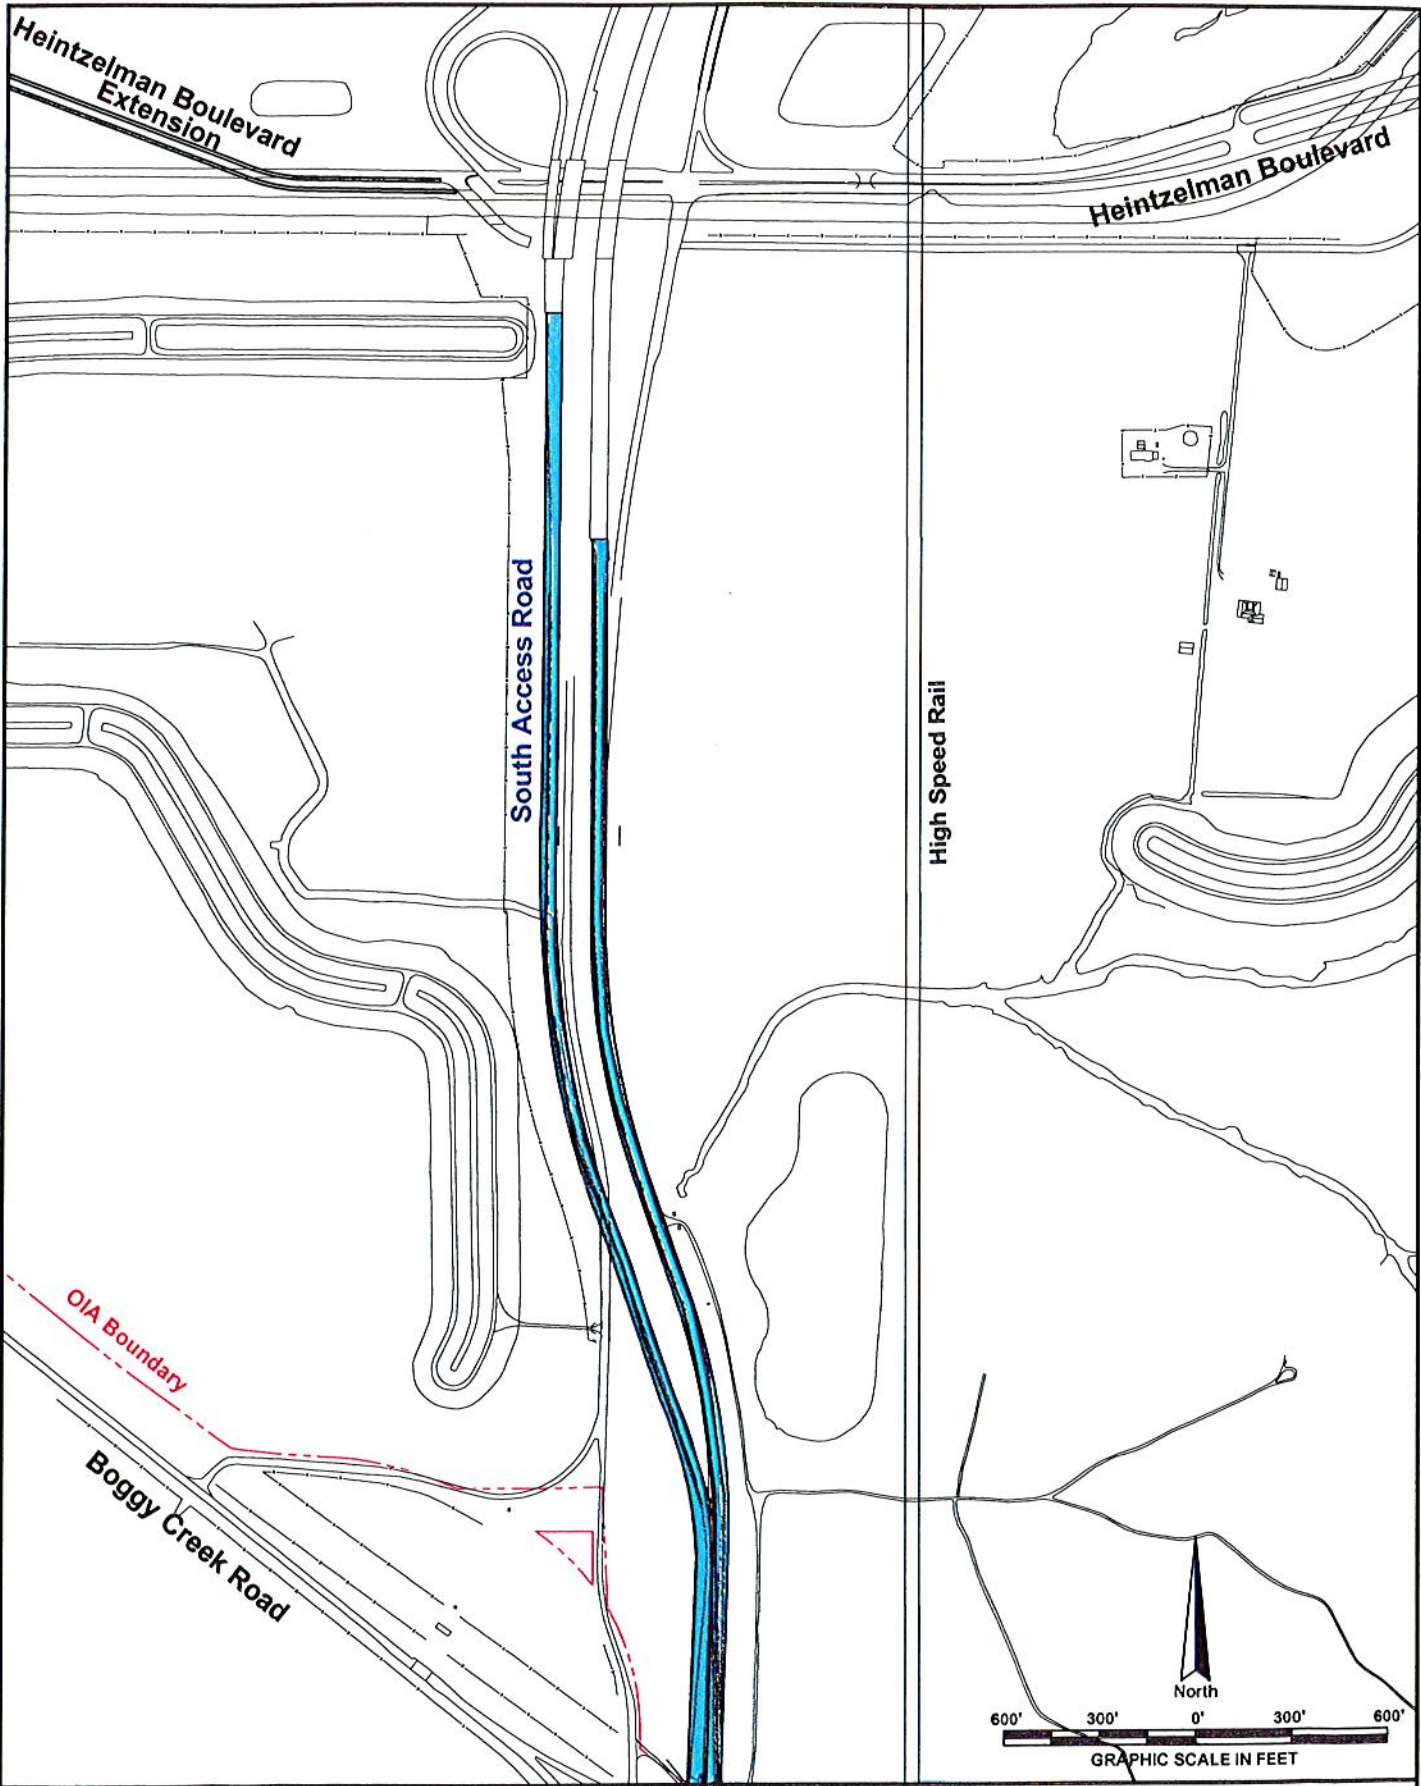 Heintzelman Boulevard
Extension
Heintzelman Boulevard
South Access Road
High Speed Rail
OIA Boundary
Boggy Creek Road
North
600' 300' 0' 300' 600'
GRAPHIC SCALE IN FEET